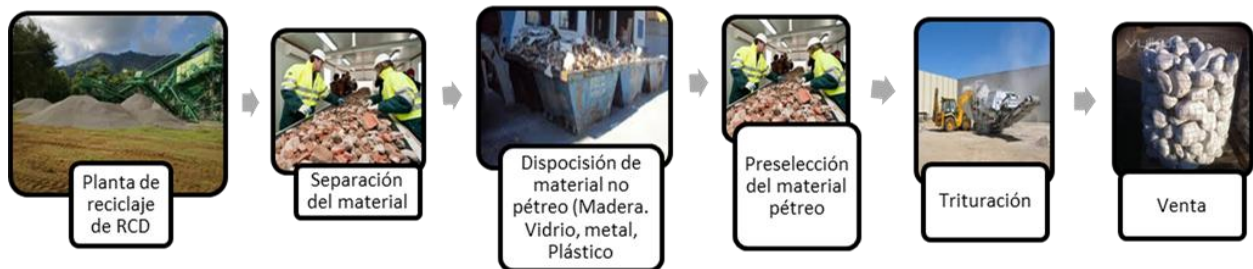 Planta de
reciclaje
de RCD
Separación
del material
Dispocisión de
material no
pétreo (Madera.
Vidrio, metal,
Plástico
Preselección
del material
pétreo
Trituración
Venta